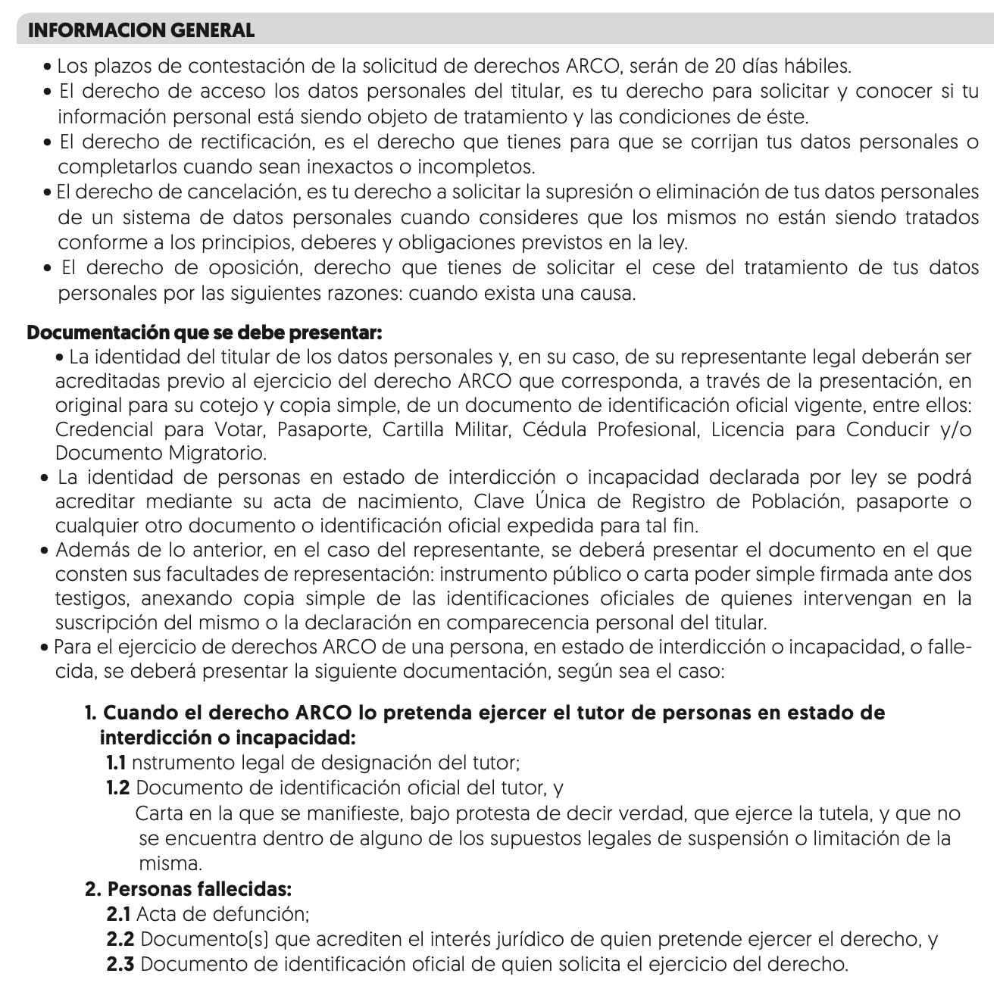 INFORMACION GENERAL
• Los plazos de contestación de la solicitud de derechos ARCO, serán de 20 días hábiles.
• El derecho de acceso los datos personales del titular, es tu derecho para solicitar y conocer si tu
información personal está siendo objeto de tratamiento y las condiciones de éste.
• El derecho de rectificación, es el derecho que tienes para que se corrijan tus datos personales o
completarlos cuando sean inexactos o incompletos.
• El derecho de cancelación, es tu derecho a solicitar la supresión o eliminación de tus datos personales
de un sistema de datos personales cuando consideres que los mismos no están siendo tratados
conforme a los principios, deberes y obligaciones previstos en la ley.
• El derecho de oposición, derecho que tienes de solicitar el cese del tratamiento de tus datos
personales por las siguientes razones: cuando exista una causa.
Documentación que se debe presentar:
• La identidad del titular de los datos personales y, en su caso, de su representante legal deberán ser
acreditadas previo al ejercicio del derecho ARCO que corresponda, a través de la presentación, en
original para su cotejo y copia simple, de un documento de identificación oficial vigente, entre ellos:
Credencial para Votar, Pasaporte, Cartilla Militar, Cédula Profesional, Licencia para Conducir y/o
Documento Migratorio.
• La identidad de personas en estado de interdicción o incapacidad declarada por ley se podrá
acreditar mediante su acta de nacimiento, Clave Única de Registro de Población, pasaporte o
cualquier otro documento o identificación oficial expedida para tal fin.
• Además de lo anterior, en el caso del representante, se deberá presentar el documento en el que
consten sus facultades de representación: instrumento público o carta poder simple firmada ante dos
testigos, anexando copia simple de las identificaciones oficiales de quienes intervengan en la
suscripción del mismo o la declaración en comparecencia personal del titular.
• Para el ejercicio de derechos ARCO de una persona, en estado de interdicción o incapacidad, o falle-
cida, se deberá presentar la siguiente documentación, según sea el caso:
1. Cuando el derecho ARCO lo pretenda ejercer el tutor de personas en estado de
interdicción o incapacidad:
1.1 nstrumento legal de designación del tutor;
1.2 Documento de identificación oficial del tutor, y
Carta en la que se manifieste, bajo protesta de decir verdad, que ejerce la tutela, y que no
se encuentra dentro de alguno de los supuestos legales de suspensión o limitación de la
misma.
2. Personas fallecidas:
2.1 Acta de defunción;
2.2 Documento(s) que acrediten el interés jurídico de quien pretende ejercer el derecho, y
2.3 Documento de identificación oficial de quien solicita el ejercicio del derecho.